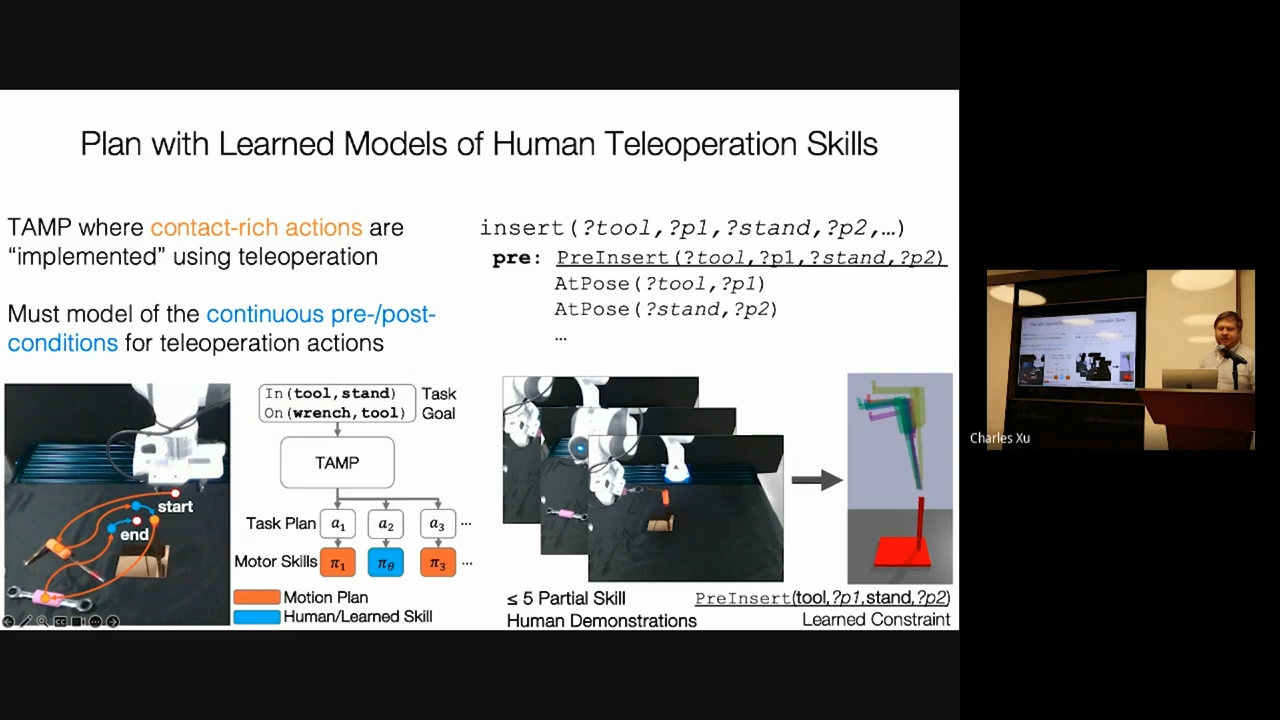 Plan with Learned Models of Human Teleoperation Skills
TAMP where contact-rich actions are
“implemented” using teleoperation
Must model of the continuous pre-/post-
conditions for teleoperation actions
insert(?tool,?p1,?stand,?p2,…)
pre: PreInsert(?tool,?p1,?stand,?p2)
AtPose(?tool,?p1)
AtPose(?stand,?p2)
…
start
end
In(tool,stand)
On(wrench,tool)
Task
Goal
TAMP
Task Plan a1 a2 a3 …
Motor Skills π1 πθ π3 …
Motion Plan
Human/Learned Skill
≤ 5 Partial Skill
Human Demonstrations
PreInsert(tool,?p1,stand,?p2)
Learned Constraint
Charles Xu